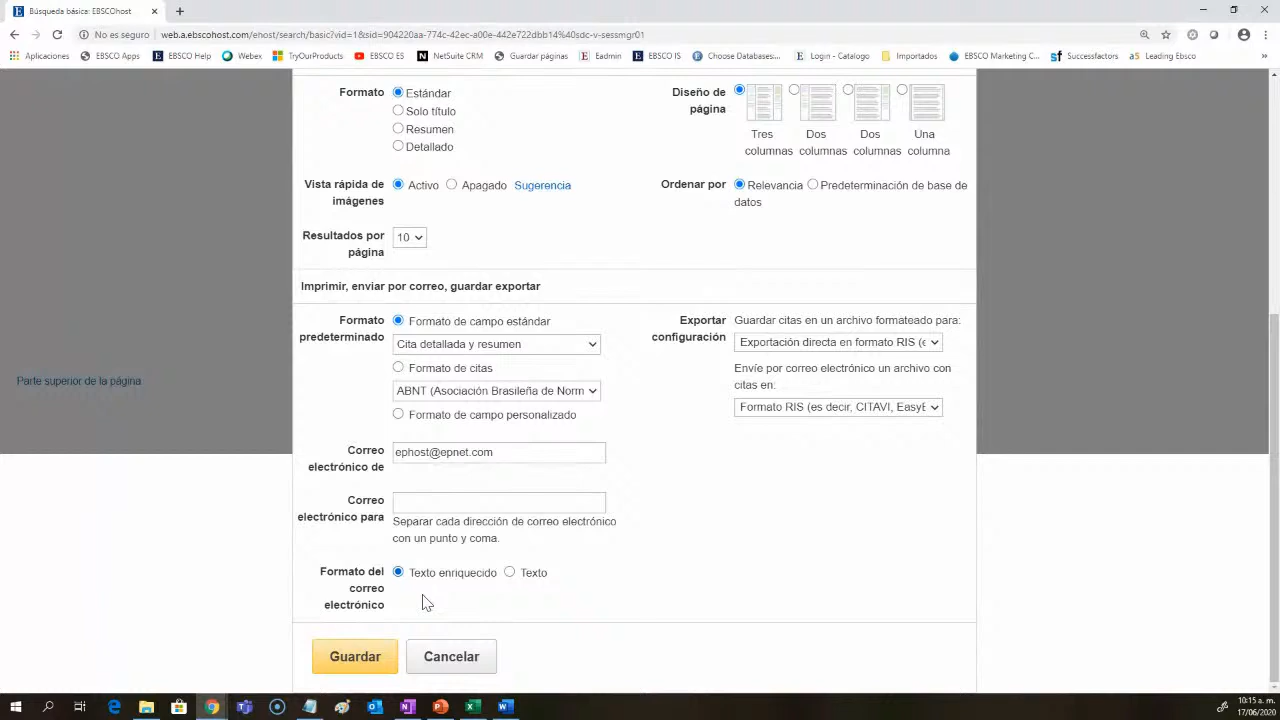 Búsqueda básica: EBSCOhost
No es seguro
web.a.ebscohost.com/ehost/search/basic?vid=1&sid=904220aa-774c-42ec-a00e-442e722dbb14%40sdc-v-sessmgr01
Aplicaciones
EBSCO Apps
EBSCO Help
Webex
TryOurProducts
EBSCO ES
NetSuite CRM
Guardar páginas
Eadmin
EBSCO IS
Choose Databases:...
Login - Catalogo
Importados
EBSCO Marketing C...
Successfactors
Leading Ebsco
Formato
Estándar
Solo título
Resumen
Detallado
Diseño de
página
Tres
columnas
Dos
columnas
Dos
columnas
Una
columna
Vista rápida de
imágenes
Activo
Apagado
Sugerencia
Ordenar por
Relevancia
Predeterminación de base de
datos
Resultados por
página
10
Imprimir, enviar por correo, guardar exportar
Formato
predeterminado
Formato de campo estándar
Cita detallada y resumen
Formato de citas
ABNT (Asociación Brasileña de Norm
Formato de campo personalizado
Exportar
configuración
Guardar citas en un archivo formateado para:
Exportación directa en formato RIS (e
Envíe por correo electrónico un archivo con
citas en:
Formato RIS (es decir, CITAVI, EasyE
Parte superior de la página
Correo
electrónico de
ephost@epnet.com
Correo
electrónico para
Separar cada dirección de correo electrónico
con un punto y coma.
Formato del
correo
electrónico
Texto enriquecido
Texto
Guardar
Cancelar
10:15 a. m.
17/06/2020